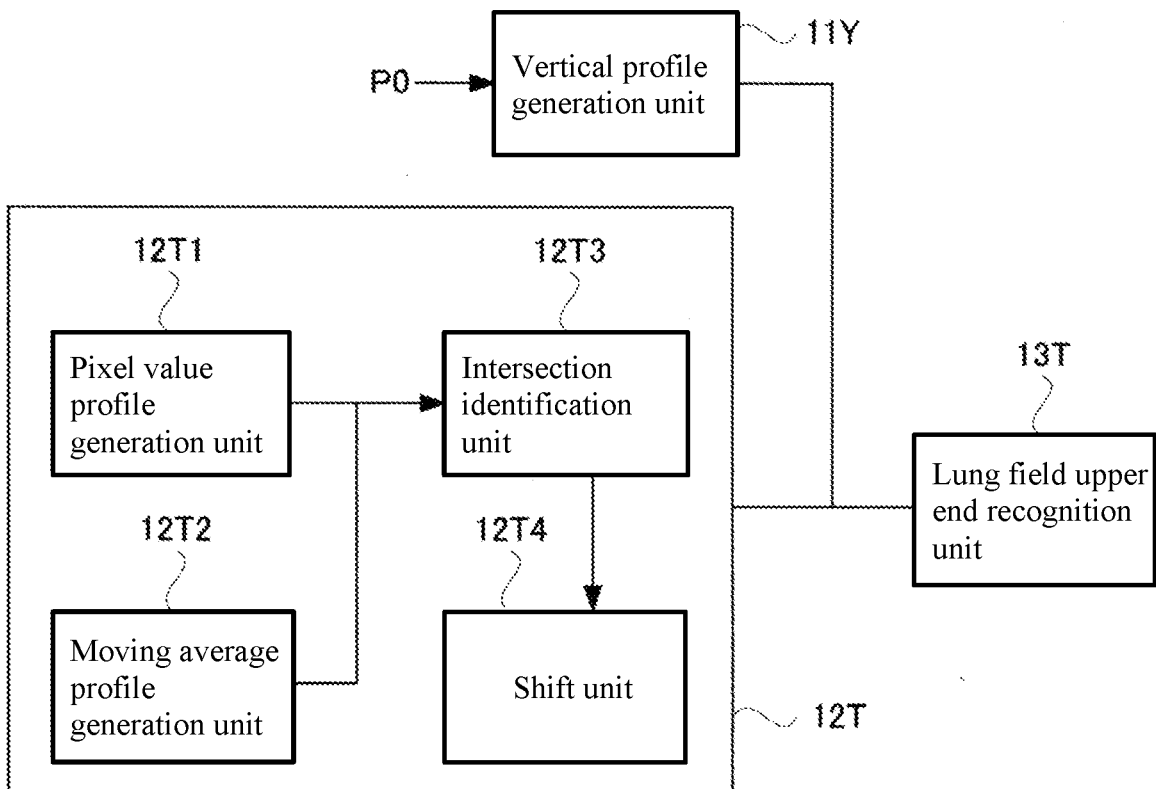 11Y
P0
Vertical profile
generation unit
12T1
12T3
Pixel value
profile
generation unit
Intersection
identification
unit
13T
Lung field upper
end recognition
unit
12T2
12T4
Moving average
profile
generation unit
Shift unit
12T